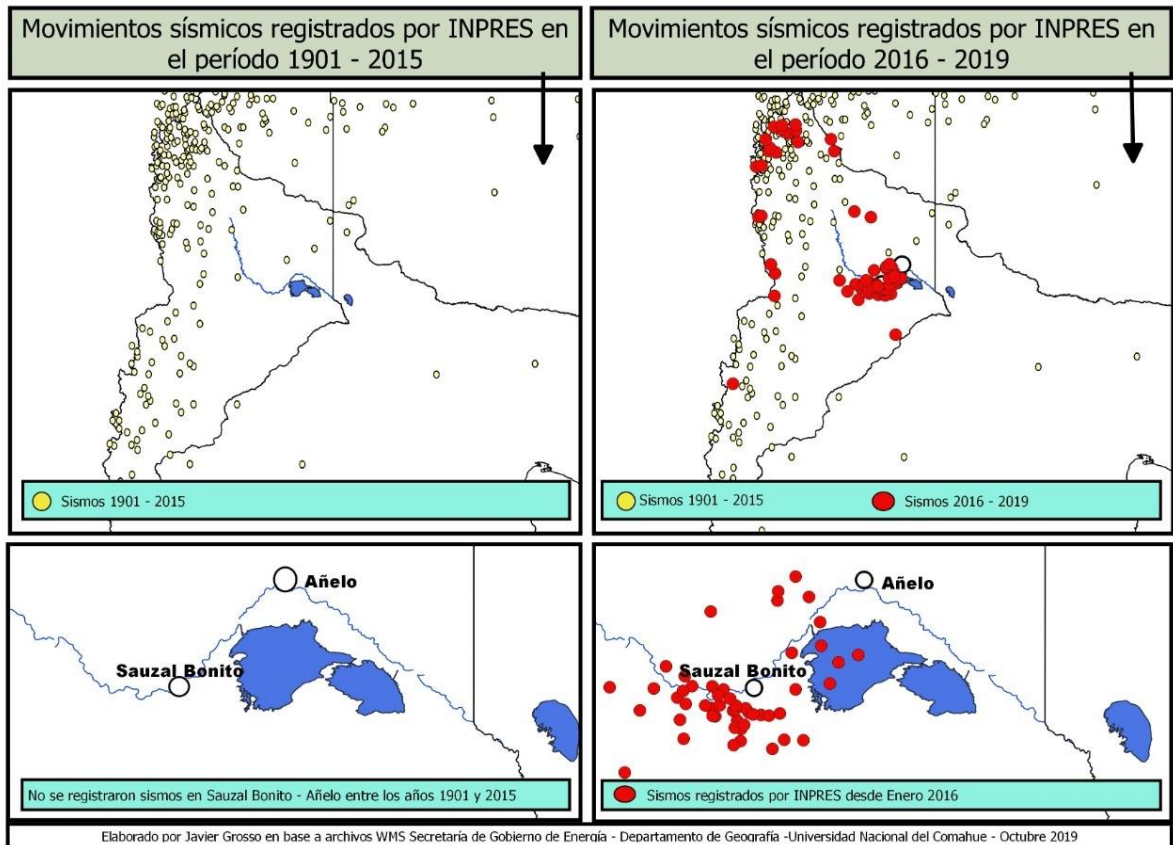 Movimientos sísmicos registrados por INPRES en
el período 1901 - 2015
Movimientos sísmicos registrados por INPRES en
el período 2016 - 2019
Sismos 1901 - 2015
Sismos 1901 - 2015
Sismos 2016 - 2019
Añelo
Sauzal Bonito
No se registraron sismos en Sauzal Bonito - Añelo entre los años 1901 y 2015
Añelo
Sauzal Bonito
Sismos registrados por INPRES desde Enero 2016
Elaborado por Javier Grosso en base a archivos WMS Secretaría de Gobierno de Energía - Departamento de Geografía -Universidad Nacional del Comahue - Octubre 2019